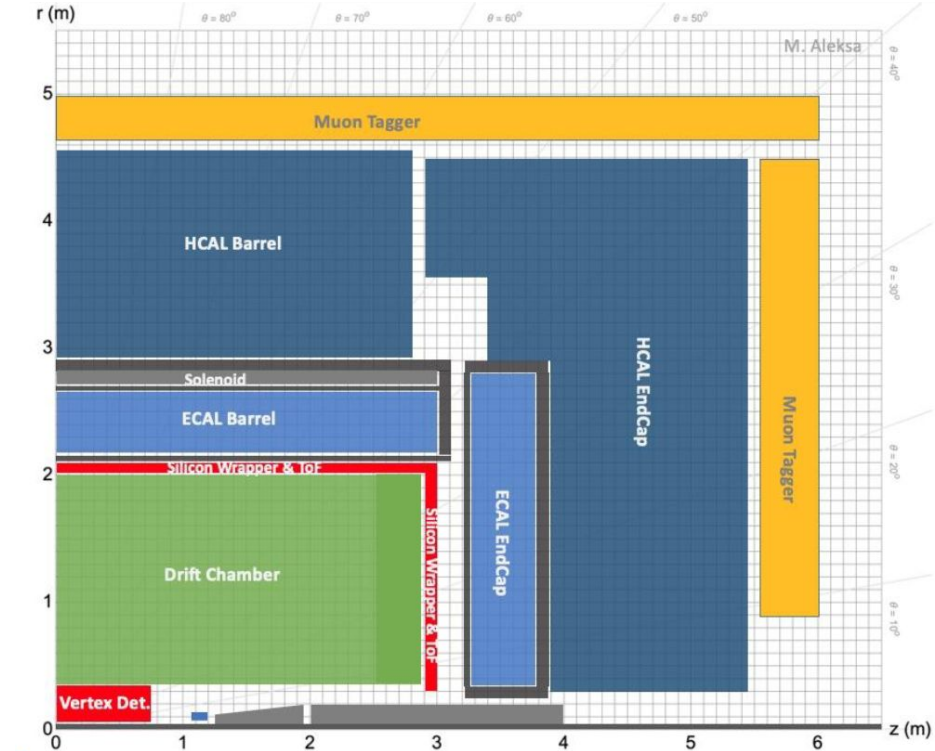 r (m)
θ = 80°
θ = 70°
θ = 60°
θ = 50°
M. Aleksa
θ = 40°
5
Muon Tagger
4
HCAL Barrel
θ = 30°
3
HCAL EndCap
Solenoid
ECAL Barrel
Muon Tagger
θ = 20°
2
Silicon Wrapper & ToF
ECAL EndCap
Silicon Wrapper & ToF
Drift Chamber
1
θ = 10°
Vertex Det.
0
0
1
2
3
4
5
6
z (m)